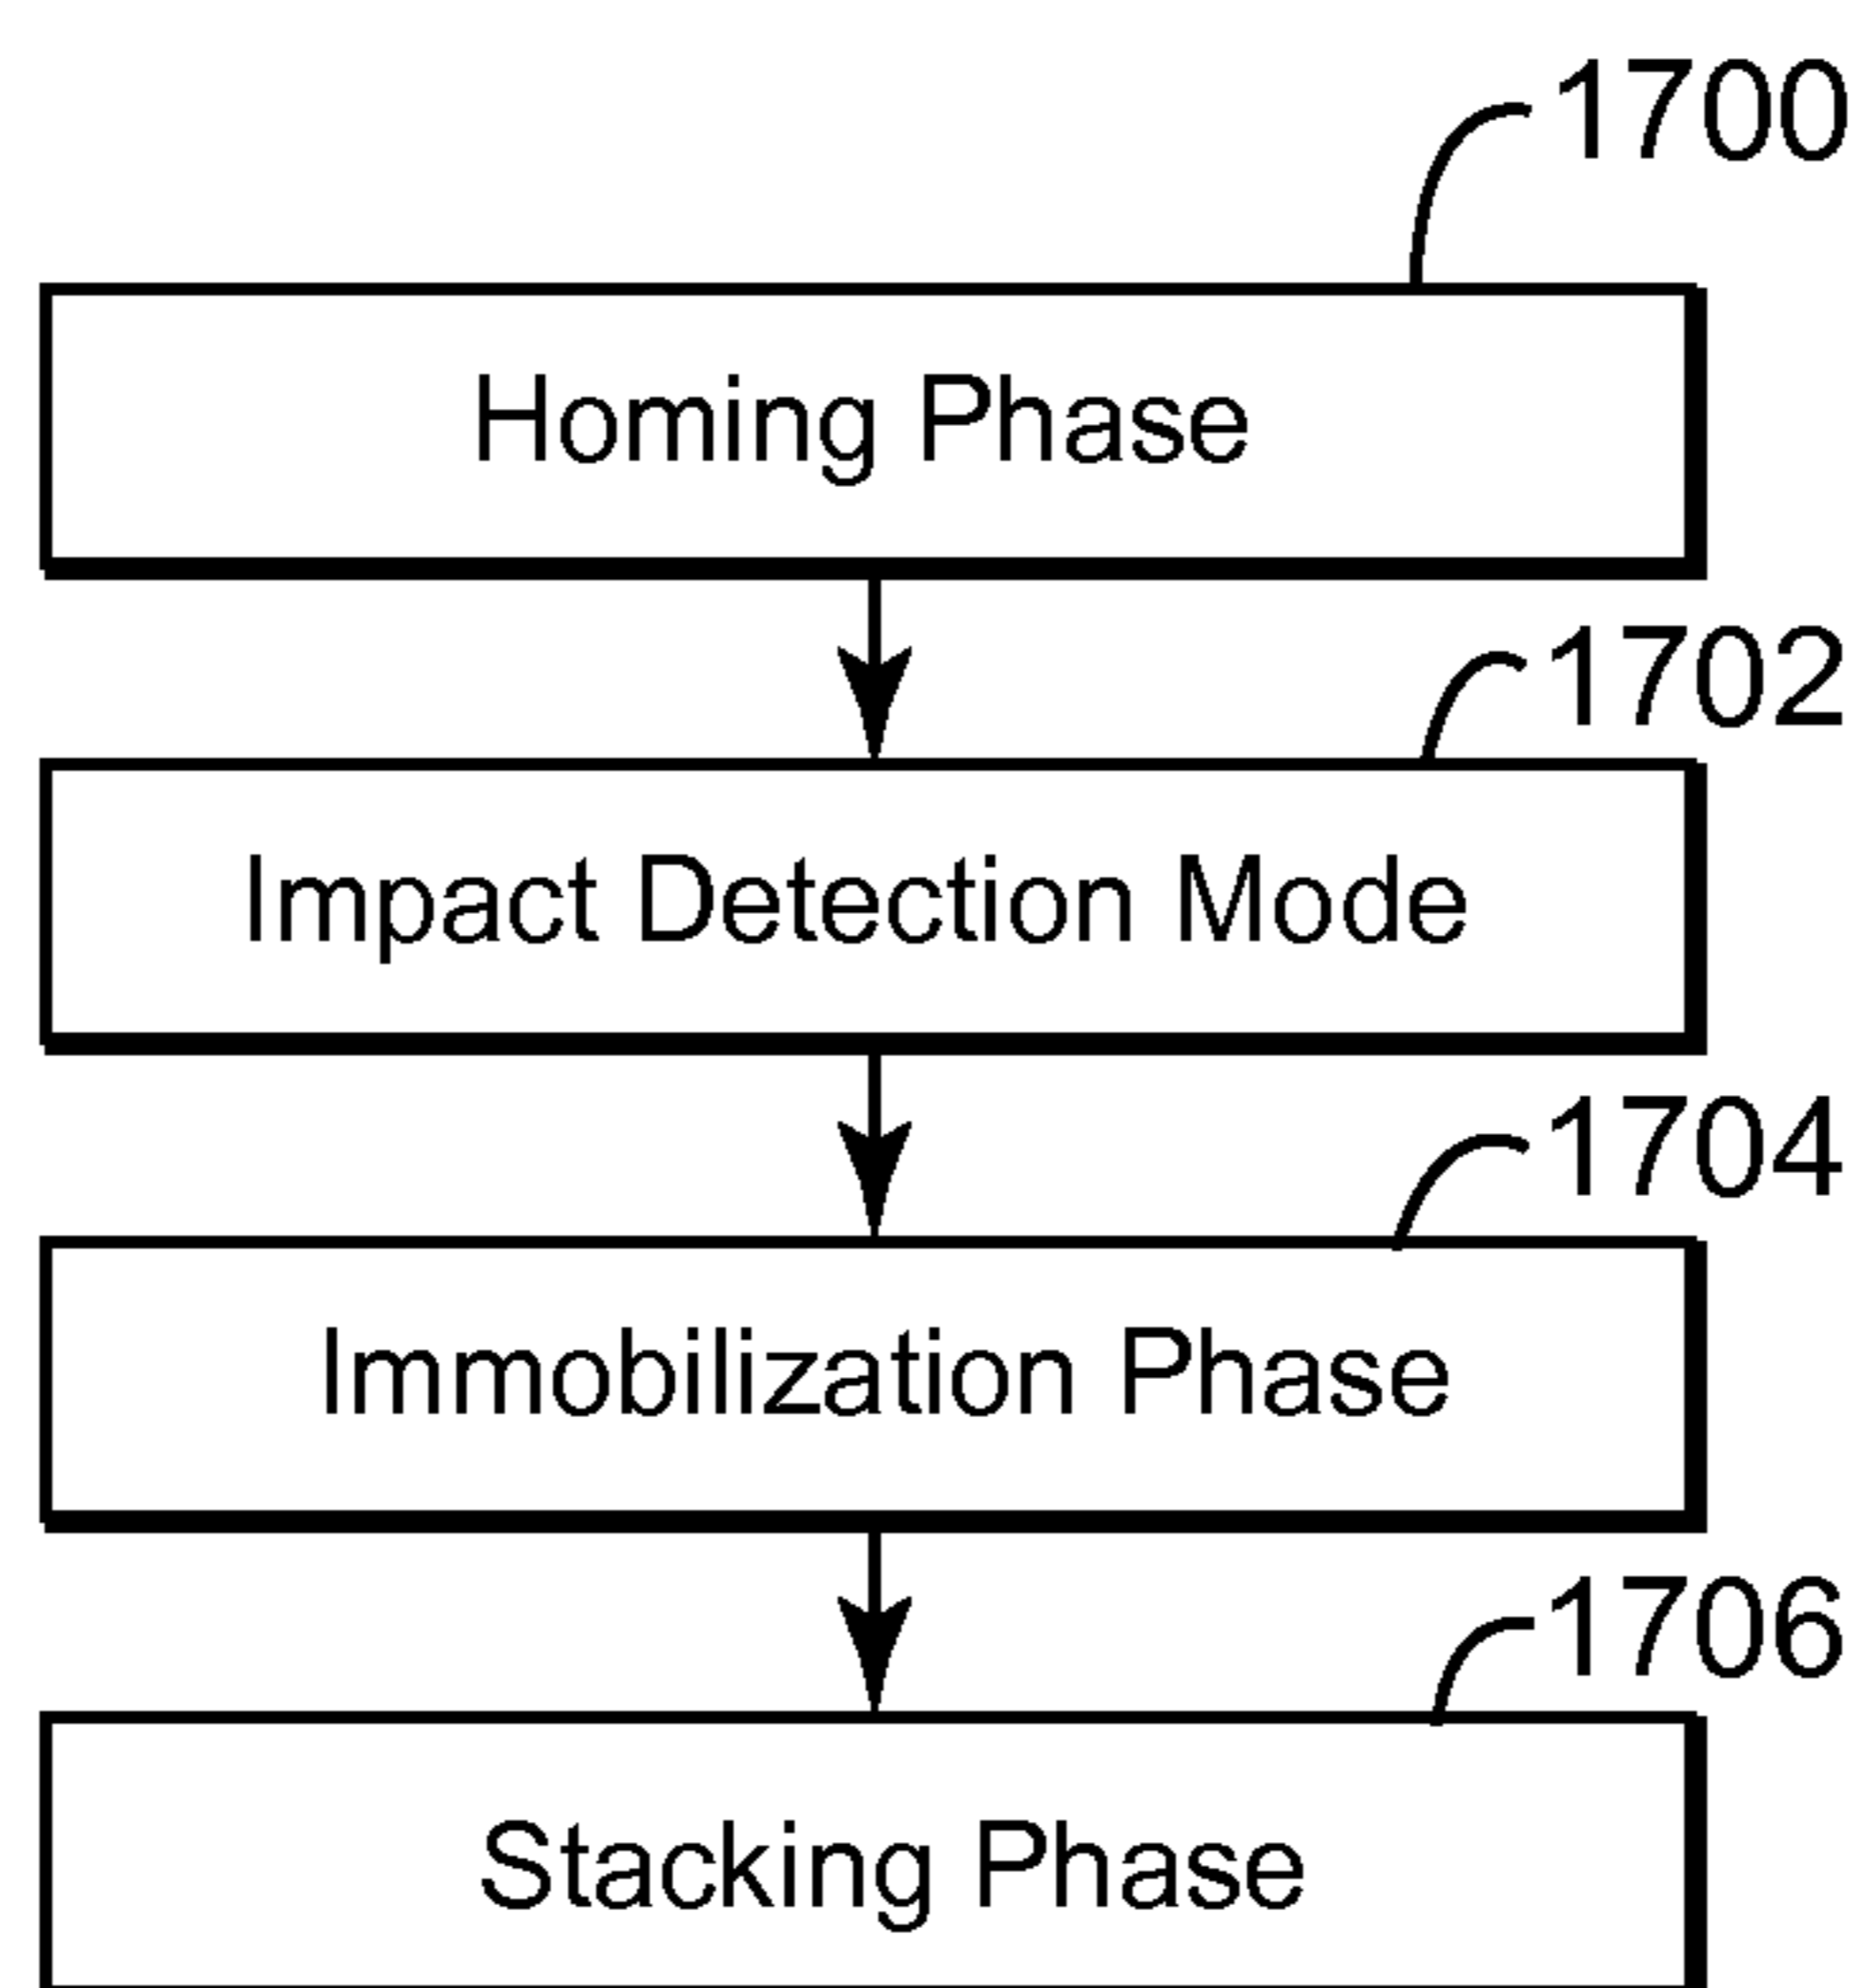 1700
Homing Phase
1702
Impact Detection Mode
1704
Immobilization Phase
1706
Stacking Phase